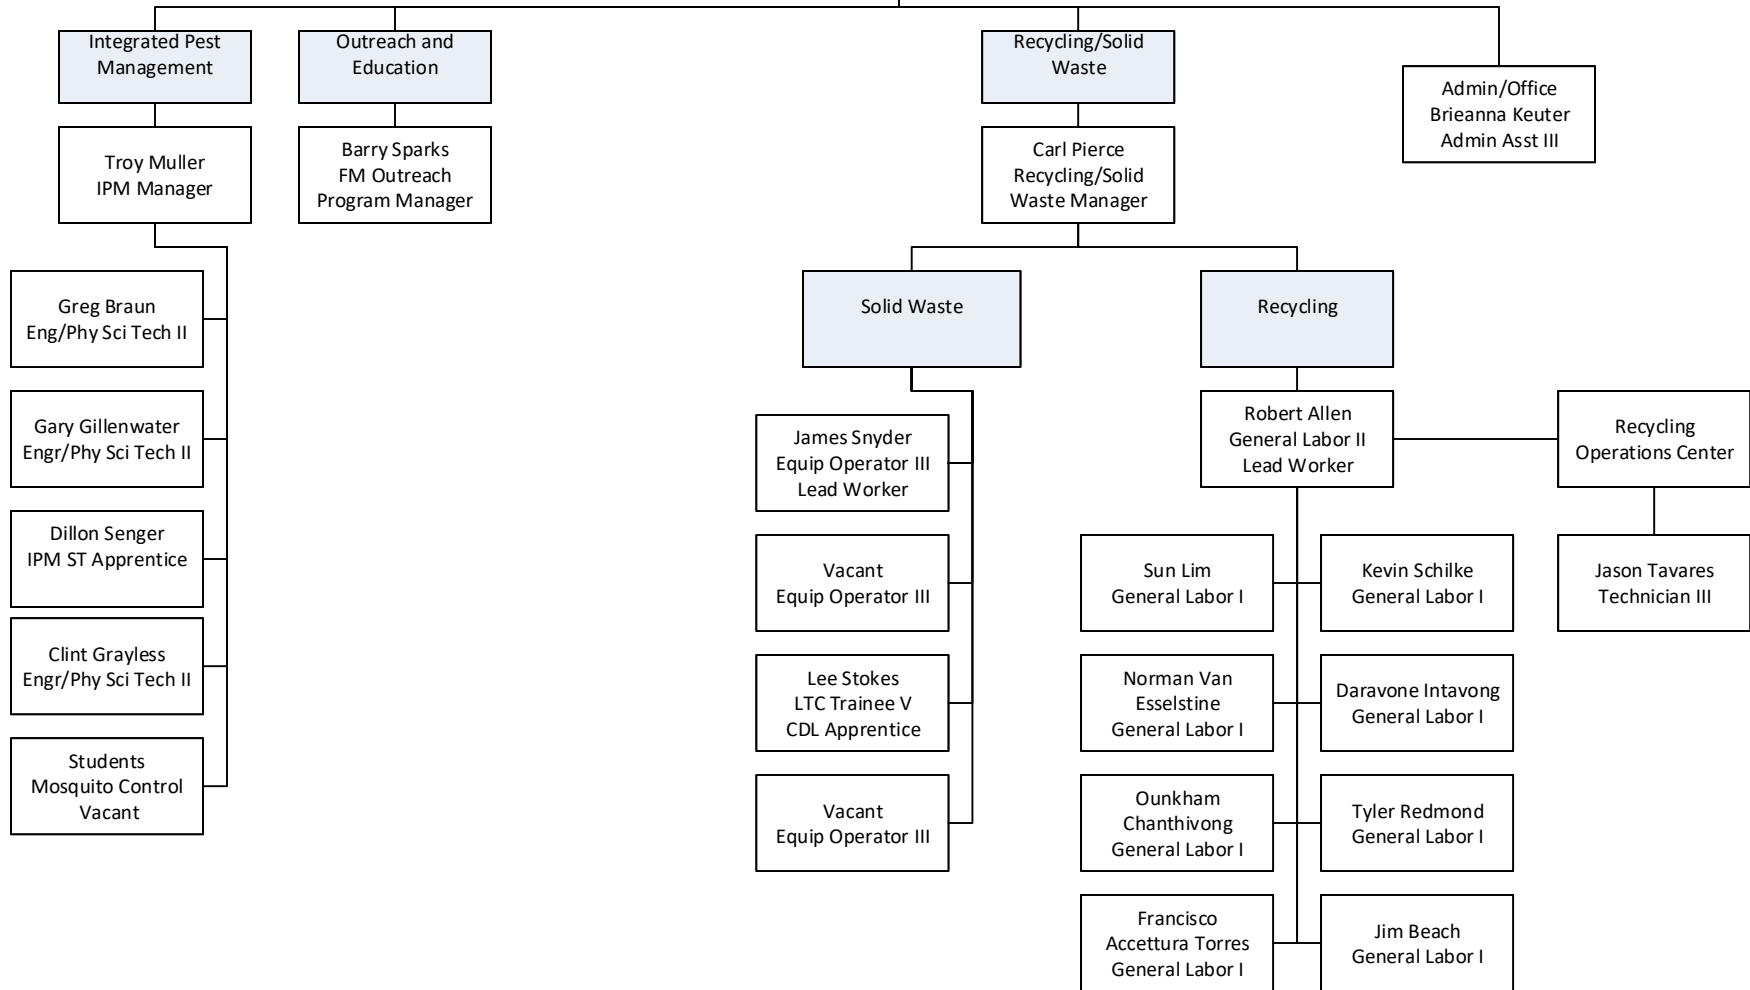 Integrated Pest
Management
Outreach and
Education
Recycling/Solid
Waste
Admin/Office
Brieanna Keuter
Admin Asst III
Troy Muller
IPM Manager
Barry Sparks
FM Outreach
Program Manager
Carl Pierce
Recycling/Solid
Waste Manager
Greg Braun
Eng/Phy Sci Tech II
Gary Gillenwater
Engr/Phy Sci Tech II
Dillon Senger
IPM ST Apprentice
Clint Grayless
Engr/Phy Sci Tech II
Students
Mosquito Control
Vacant
Solid Waste
James Snyder
Equip Operator III
Lead Worker
Vacant
Equip Operator III
Lee Stokes
LTC Trainee V
CDL Apprentice
Vacant
Equip Operator III
Recycling
Robert Allen
General Labor II
Lead Worker
Recycling
Operations Center
Jason Tavares
Technician III
Sun Lim
General Labor I
Kevin Schilke
General Labor I
Norman Van
Esselstine
General Labor I
Daravone Intavong
General Labor I
Ounkham
Chanthivong
General Labor I
Tyler Redmond
General Labor I
Francisco
Accettura Torres
General Labor I
Jim Beach
General Labor I